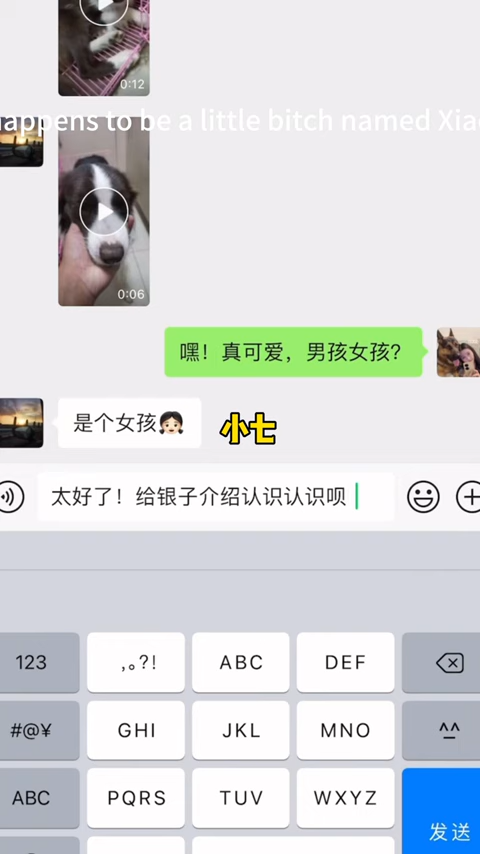 0:12
happens to be a little bitch named Xiao
0:06
嘿！真可爱，男孩女孩？
是个女孩👧🏻
小七
太好了！给银子介绍认识认识呗
123
,。?!
ABC
DEF
#@¥
GHI
JKL
MNO
^^
ABC
PQRS
TUV
WXYZ
发送